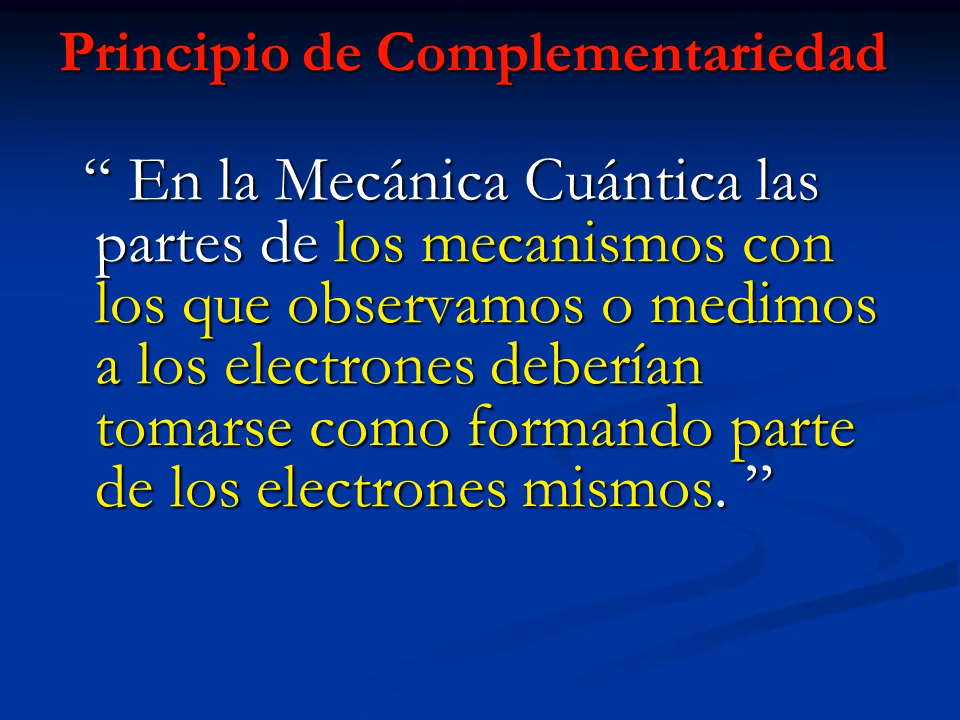 Principio de Complementariedad
“ En la Mecánica Cuántica las
partes de los mecanismos con
los que observamos o medimos
a los electrones deberían
tomarse como formando parte
de los electrones mismos. ”